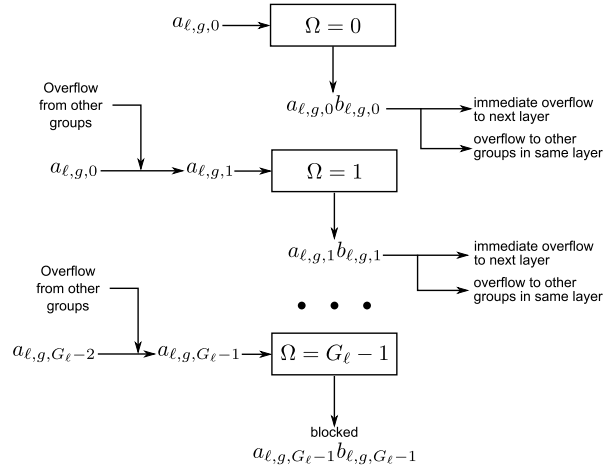 a_{ℓ,g,0}
Ω = 0
a_{ℓ,g,0}b_{ℓ,g,0}
immediate overflow
to next layer
overflow to other
groups in same layer
Overflow
from other
groups
a_{ℓ,g,0}
a_{ℓ,g,1}
Ω = 1
a_{ℓ,g,1}b_{ℓ,g,1}
immediate overflow
to next layer
overflow to other
groups in same layer
Overflow
from other
groups
• • •
a_{ℓ,g,G_ℓ−2}
a_{ℓ,g,G_ℓ−1}
Ω = G_ℓ − 1
blocked
a_{ℓ,g,G_ℓ−1}b_{ℓ,g,G_ℓ−1}